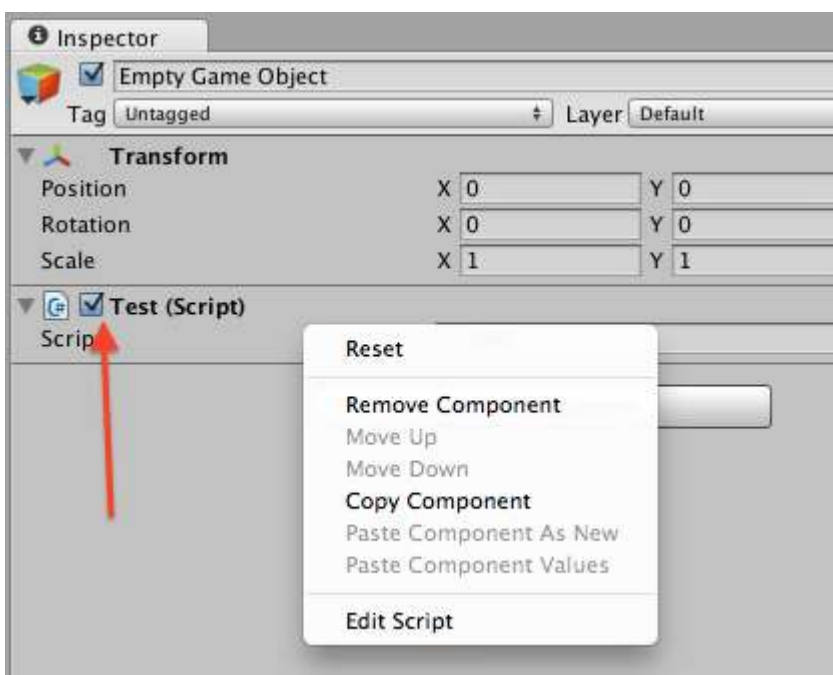 Inspector
Empty Game Object
Tag Untagged Layer Default
Transform
Position X 0 Y 0
Rotation X 0 Y 0
Scale X 1 Y 1
C# Test (Script)
Scrip
Reset
Remove Component
Move Up
Move Down
Copy Component
Paste Component As New
Paste Component Values
Edit Script